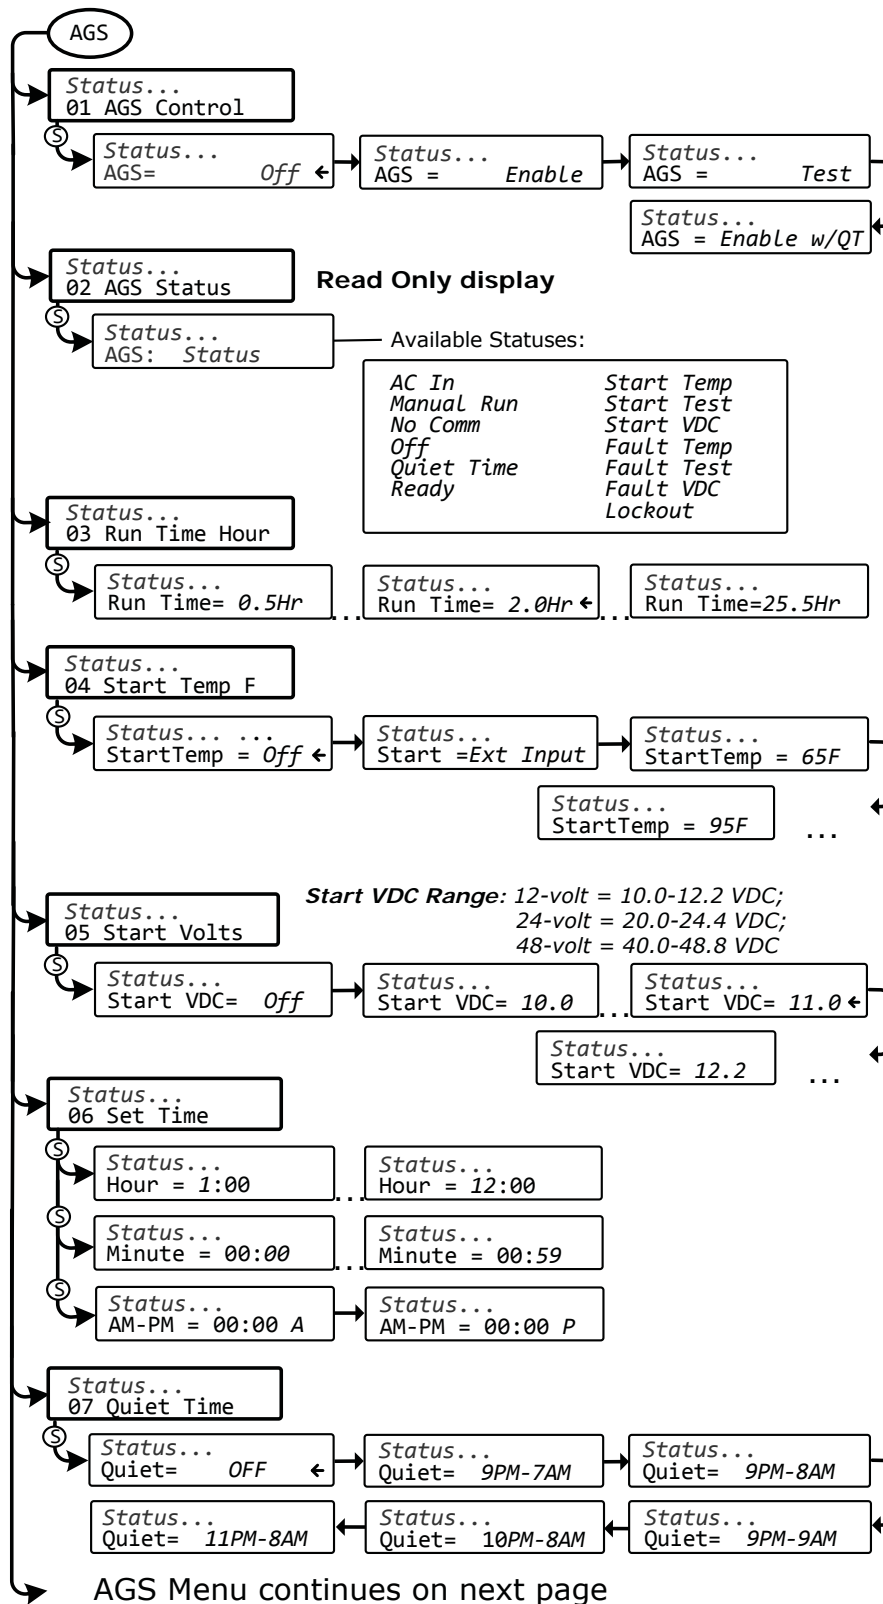 AGS
Status...
01 AGS Control
S
Status...
AGS= Off ←
Status...
AGS = Enable
Status...
AGS = Test
Status...
AGS = Enable w/QT
Status...
02 AGS Status
Read Only display
S
Status...
AGS: Status
Available Statuses:
AC In Start Temp
Manual Run Start Test
No Comm Start VDC
Off Fault Temp
Quiet Time Fault Test
Ready Fault VDC
Lockout
Status...
03 Run Time Hour
S
Status...
Run Time= 0.5Hr
...
Status...
Run Time= 2.0Hr ←
...
Status...
Run Time=25.5Hr
Status...
04 Start Temp F
S
Status... ...
StartTemp = Off ←
Status...
Start =Ext Input
Status...
StartTemp = 65F
Status...
StartTemp = 95F
...
Start VDC Range: 12-volt = 10.0-12.2 VDC;
24-volt = 20.0-24.4 VDC;
48-volt = 40.0-48.8 VDC
Status...
05 Start Volts
S
Status...
Start VDC= Off
Status...
Start VDC= 10.0
...
Status...
Start VDC= 11.0 ←
Status...
Start VDC= 12.2
...
Status...
06 Set Time
S
Status...
Hour = 1:00
...
Status...
Hour = 12:00
S
Status...
Minute = 00:00
...
Status...
Minute = 00:59
S
Status...
AM-PM = 00:00 A
Status...
AM-PM = 00:00 P
Status...
07 Quiet Time
S
Status...
Quiet= OFF ←
Status...
Quiet= 9PM-7AM
Status...
Quiet= 9PM-8AM
Status...
Quiet= 11PM-8AM
Status...
Quiet= 10PM-8AM
Status...
Quiet= 9PM-9AM
AGS Menu continues on next page